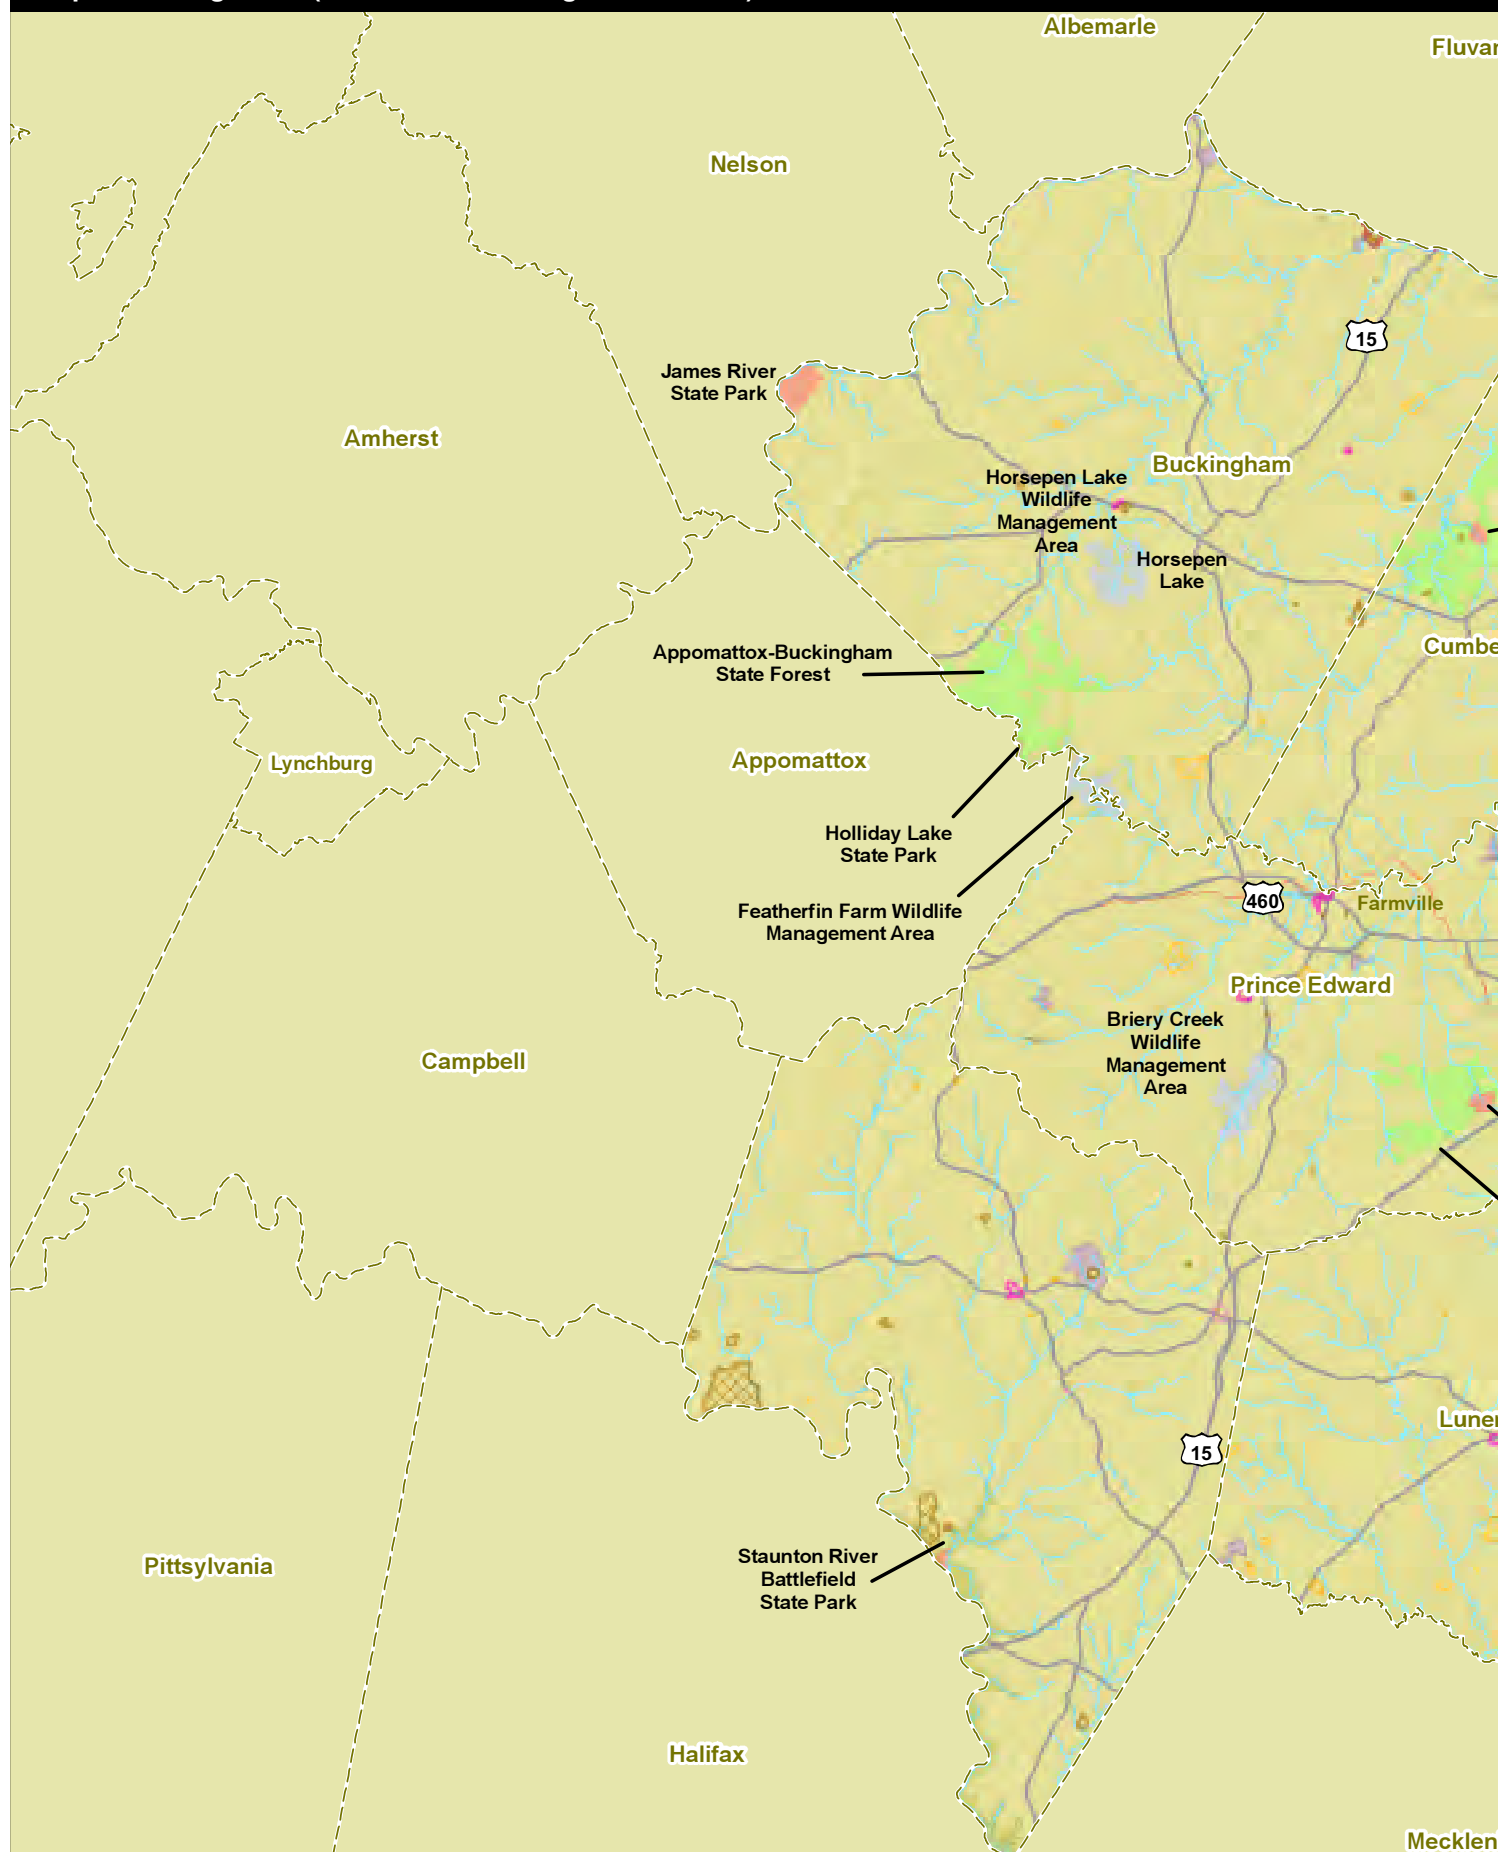 Albemarle
Fluvan
Nelson
15
James River
State Park
Amherst
Buckingham
Horsepen Lake
Wildlife
Management
Area
Horsepen
Lake
Cumbe
Appomattox-Buckingham
State Forest
Appomattox
Lynchburg
Holliday Lake
State Park
460
Farmville
Featherfin Farm Wildlife
Management Area
Prince Edward
Briery Creek
Wildlife
Management
Area
Campbell
Lunen
15
Staunton River
Battlefield
State Park
Pittsylvania
Halifax
Mecklen